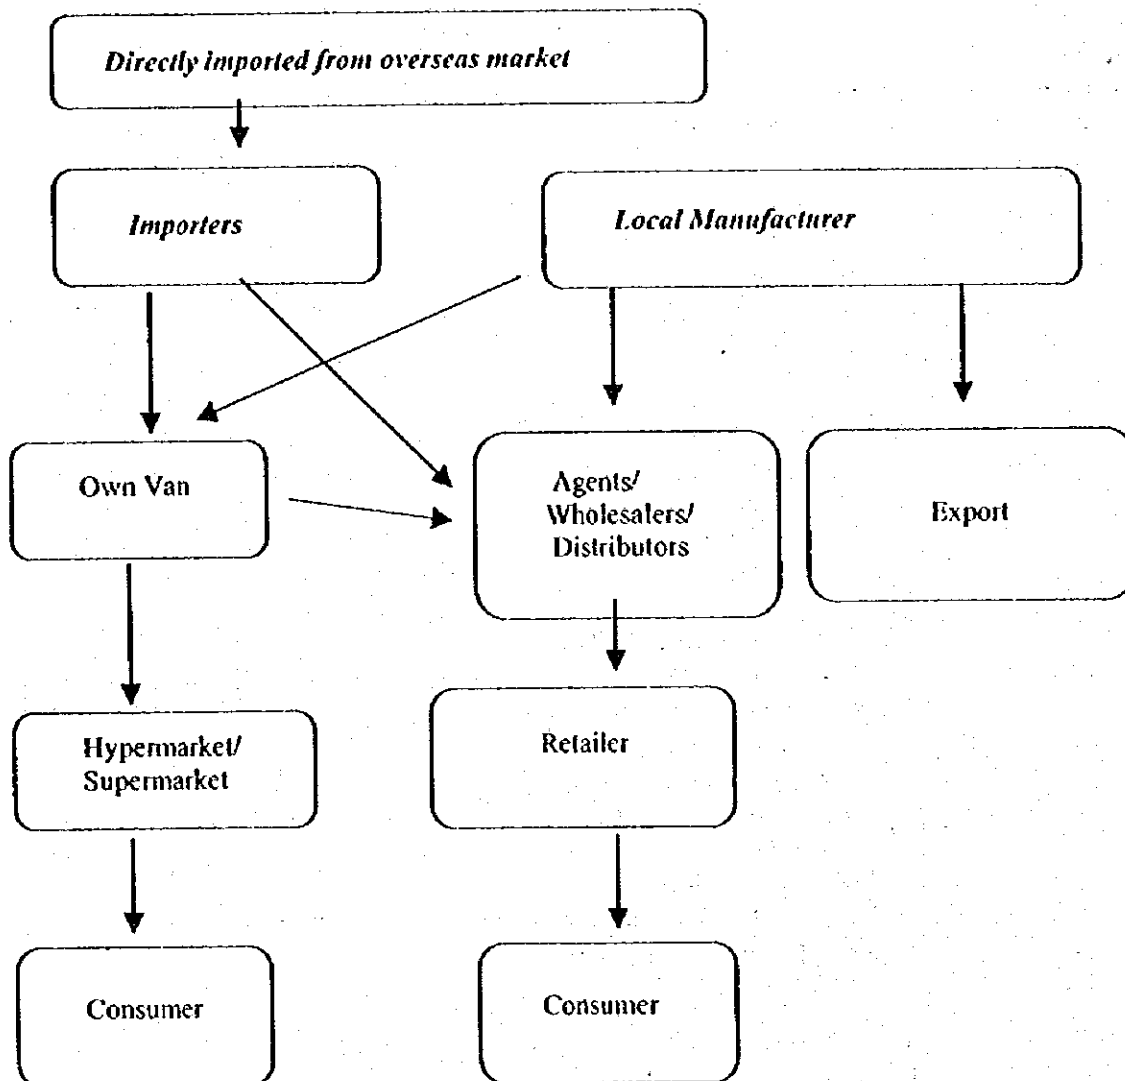 Directly imported from overseas market
Importers
Local Manufacturer
Own Van
Agents/
Wholesalers/
Distributors
Export
Hypermarket/
Supermarket
Retailer
Consumer
Consumer